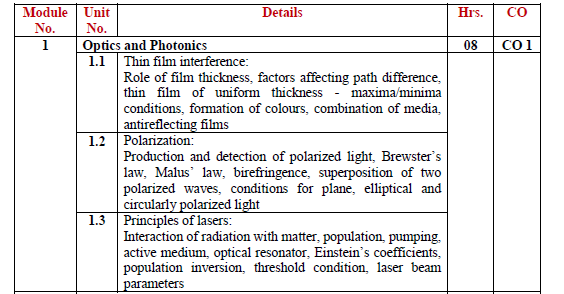 Module Unit Details Hrs. CO
No. No.
1 Optics and Photonics 08 CO 1
1.1 Thin film interference:
Role of film thickness, factors affecting path difference,
thin film of uniform thickness - maxima/minima
conditions, formation of colours, combination of media,
antireflecting films
1.2 Polarization:
Production and detection of polarized light, Brewster's
law, Malus' law, birefringence, superposition of two
polarized waves, conditions for plane, elliptical and
circularly polarized light
1.3 Principles of lasers:
Interaction of radiation with matter, population, pumping,
active medium, optical resonator, Einstein's coefficients,
population inversion, threshold condition, laser beam
parameters